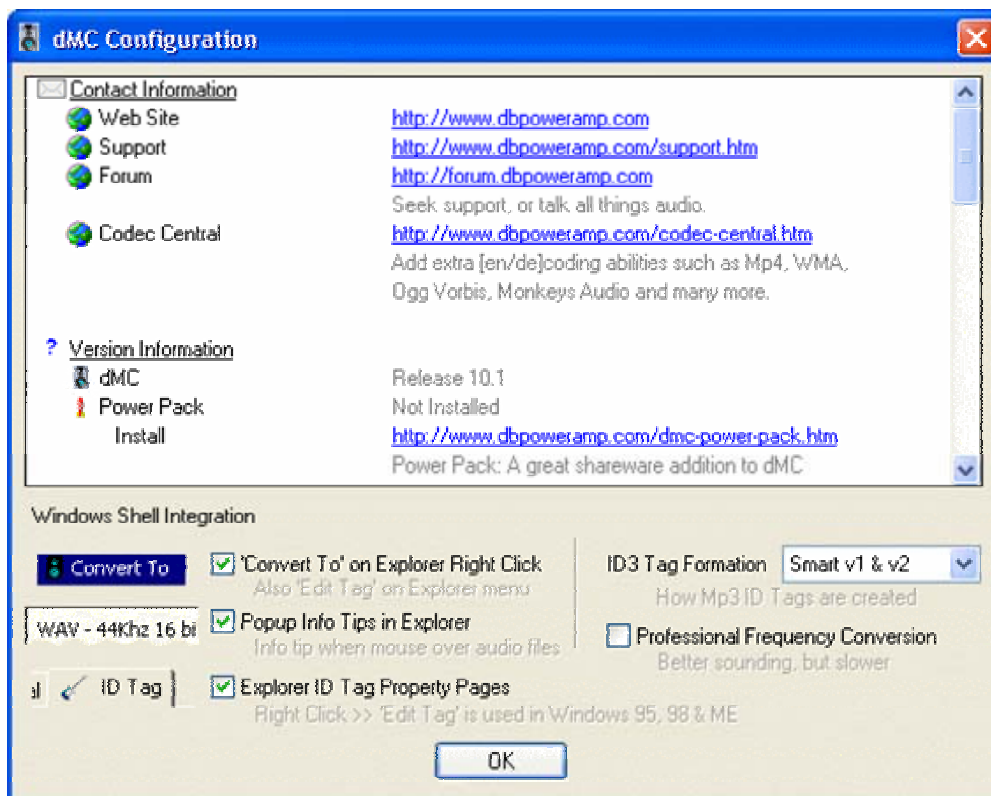 dMC Configuration
Contact Information
Web Site http://www.dbpoweramp.com
Support http://www.dbpoweramp.com/support.htm
Forum http://forum.dbpoweramp.com
Seek support, or talk all things audio.
Codec Central http://www.dbpoweramp.com/codec-central.htm
Add extra [en/de]coding abilities such as Mp4, WMA,
Ogg Vorbis, Monkeys Audio and many more.
? Version Information
dMC Release 10.1
Power Pack Not Installed
Install http://www.dbpoweramp.com/dmc-power-pack.htm
Power Pack: A great shareware addition to dMC
Windows Shell Integration
Convert To 'Convert To' on Explorer Right Click
Also 'Edit Tag' on Explorer menu
WAV - 44Khz 16 bi Popup Info Tips in Explorer
Info tip when mouse over audio files
al ID Tag Explorer ID Tag Property Pages
Right Click >> 'Edit Tag' is used in Windows 95, 98 & ME
ID3 Tag Formation Smart v1 & v2
How Mp3 ID Tags are created
Professional Frequency Conversion
Better sounding, but slower
OK